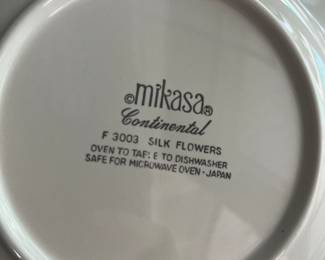 ©mikasa®
Continental
F 3003 SILK FLOWERS
OVEN TO TABLE TO DISHWASHER
SAFE FOR MICROWAVE OVEN·JAPAN